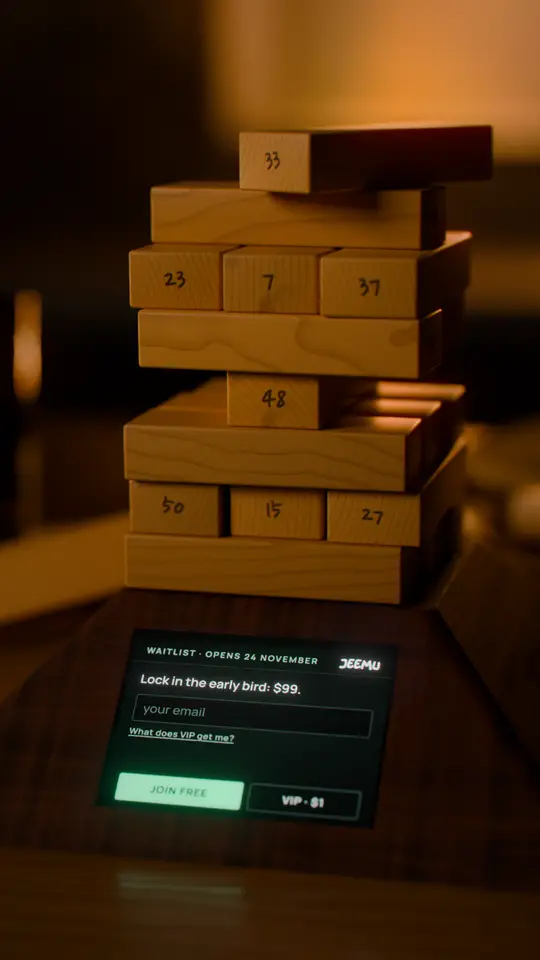 33
23 7 37
48
50 15 27
WAITLIST · OPENS 24 NOVEMBER JEEMU
Lock in the early bird: $99.
your email
What does VIP get me?
JOIN FREE VIP · $1